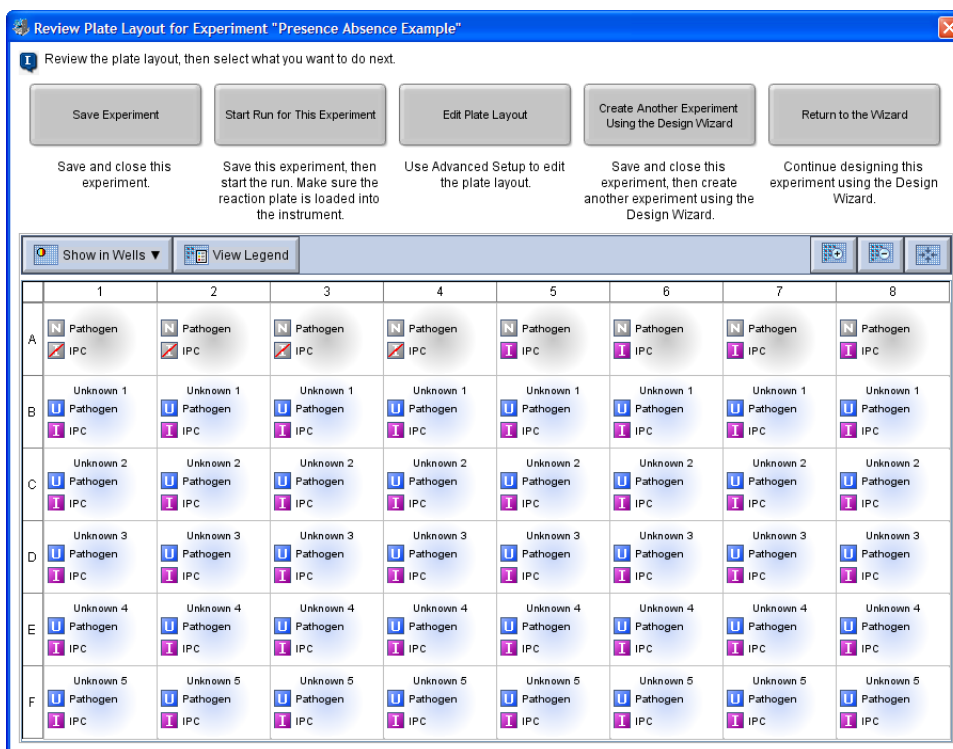 Review Plate Layout for Experiment "Presence Absence Example"
I Review the plate layout, then select what you want to do next.
Save Experiment
Start Run for This Experiment
Edit Plate Layout
Create Another Experiment
Using the Design Wizard
Return to the Wizard
Save and close this
experiment.
Save this experiment, then
start the run. Make sure the
reaction plate is loaded into
the instrument.
Use Advanced Setup to edit
the plate layout.
Save and close this
experiment, then create
another experiment using the
Design Wizard.
Continue designing this
experiment using the Design
Wizard.
Show in Wells ▼ View Legend
1 2 3 4 5 6 7 8
A
N Pathogen N Pathogen N Pathogen N Pathogen N Pathogen N Pathogen N Pathogen N Pathogen
I IPC I IPC I IPC I IPC I IPC I IPC I IPC I IPC
B
Unknown 1 Unknown 1 Unknown 1 Unknown 1 Unknown 1 Unknown 1 Unknown 1 Unknown 1
U Pathogen U Pathogen U Pathogen U Pathogen U Pathogen U Pathogen U Pathogen U Pathogen
I IPC I IPC I IPC I IPC I IPC I IPC I IPC I IPC
C
Unknown 2 Unknown 2 Unknown 2 Unknown 2 Unknown 2 Unknown 2 Unknown 2 Unknown 2
U Pathogen U Pathogen U Pathogen U Pathogen U Pathogen U Pathogen U Pathogen U Pathogen
I IPC I IPC I IPC I IPC I IPC I IPC I IPC I IPC
D
Unknown 3 Unknown 3 Unknown 3 Unknown 3 Unknown 3 Unknown 3 Unknown 3 Unknown 3
U Pathogen U Pathogen U Pathogen U Pathogen U Pathogen U Pathogen U Pathogen U Pathogen
I IPC I IPC I IPC I IPC I IPC I IPC I IPC I IPC
E
Unknown 4 Unknown 4 Unknown 4 Unknown 4 Unknown 4 Unknown 4 Unknown 4 Unknown 4
U Pathogen U Pathogen U Pathogen U Pathogen U Pathogen U Pathogen U Pathogen U Pathogen
I IPC I IPC I IPC I IPC I IPC I IPC I IPC I IPC
F
Unknown 5 Unknown 5 Unknown 5 Unknown 5 Unknown 5 Unknown 5 Unknown 5 Unknown 5
U Pathogen U Pathogen U Pathogen U Pathogen U Pathogen U Pathogen U Pathogen U Pathogen
I IPC I IPC I IPC I IPC I IPC I IPC I IPC I IPC